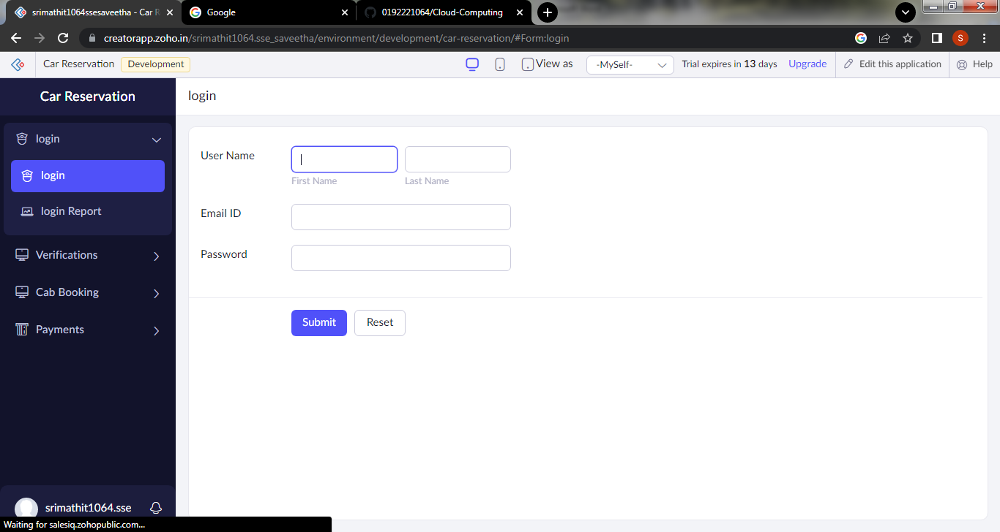 srimathit1064ssesaveetha - Car R
Google
0192221064/Cloud-Computing
creatorapp.zoho.in/srimathit1064.sse_saveetha/environment/development/car-reservation/#Form:login
S
Car Reservation
Development
View as
-MySelf-
Trial expires in 13 days
Upgrade
Edit this application
Help
Car Reservation
login
login
login
login Report
Verifications
Cab Booking
Payments
User Name
First Name
Last Name
Email ID
Password
Submit
Reset
srimathit1064.sse
Waiting for salesiq.zohopublic.com...